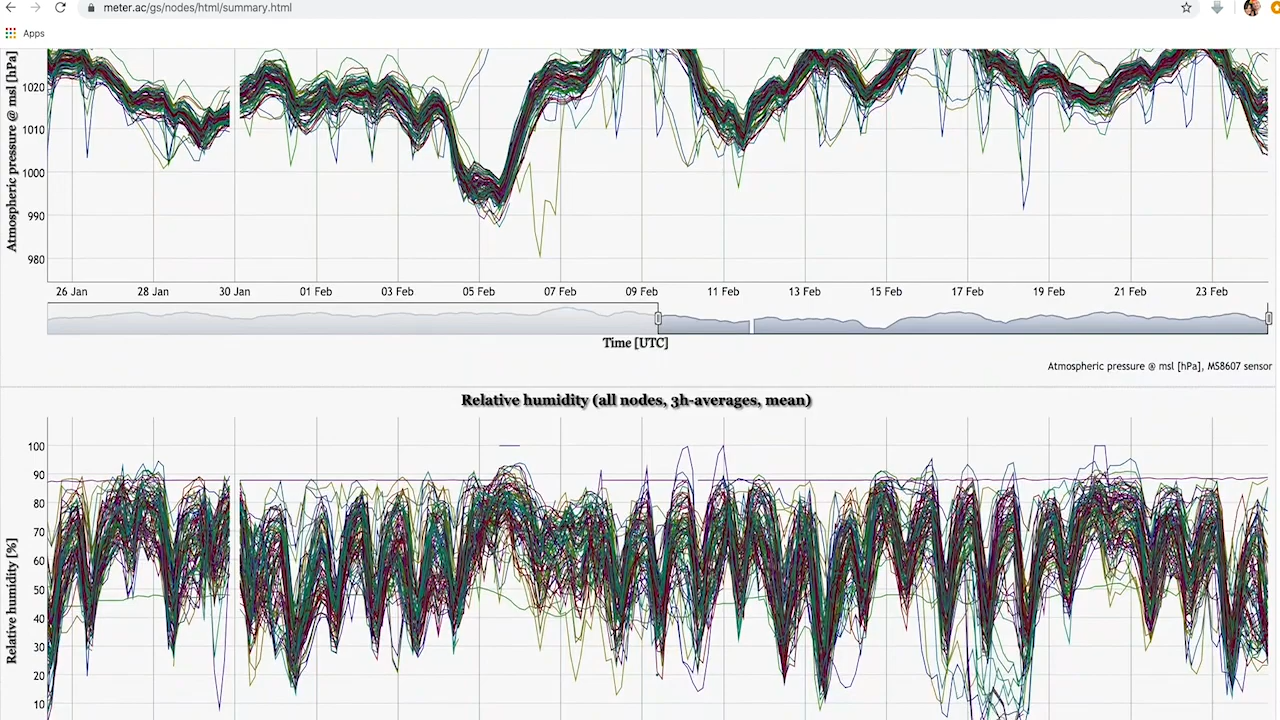 meter.ac/gs/nodes/html/summary.html
Apps
Atmospheric pressure @ msl [hPa]
1020
1010
1000
990
980
26 Jan 28 Jan 30 Jan 01 Feb 03 Feb 05 Feb 07 Feb 09 Feb 11 Feb 13 Feb 15 Feb 17 Feb 19 Feb 21 Feb 23 Feb
Time [UTC]
Atmospheric pressure @ msl [hPa], MS8607 sensor
Relative humidity (all nodes, 3h-averages, mean)
Relative humidity [%]
100
90
80
70
60
50
40
30
20
10